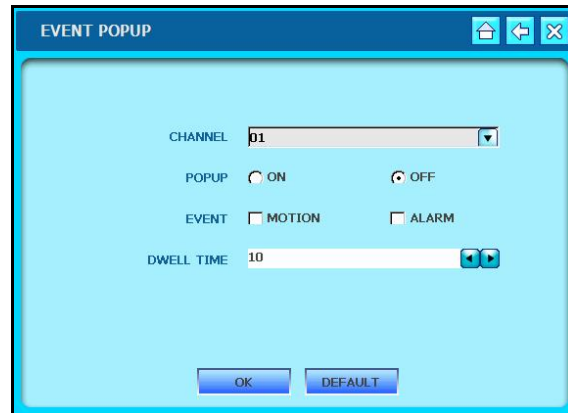 EVENT POPUP
CHANNEL 01
POPUP ON OFF
EVENT MOTION ALARM
DWELL TIME 10
OK DEFAULT